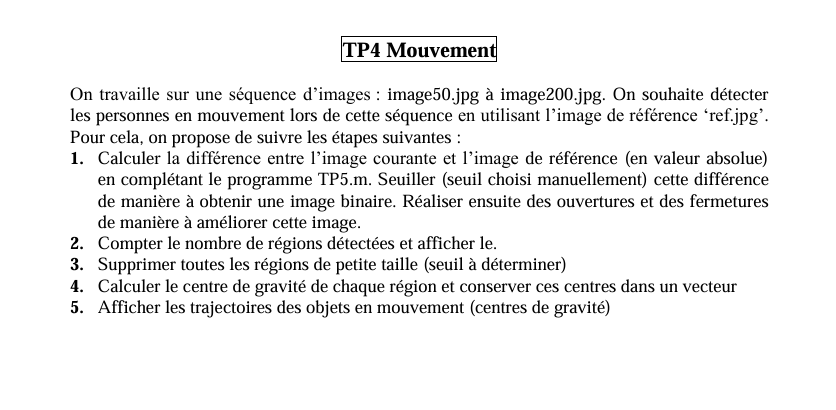 TP4 Mouvement
On travaille sur une séquence d’images : image50.jpg à image200.jpg. On souhaite détecter
les personnes en mouvement lors de cette séquence en utilisant l’image de référence ‘ref.jpg’.
Pour cela, on propose de suivre les étapes suivantes :
1. Calculer la différence entre l’image courante et l’image de référence (en valeur absolue)
en complétant le programme TP5.m. Seuiller (seuil choisi manuellement) cette différence
de manière à obtenir une image binaire. Réaliser ensuite des ouvertures et des fermetures
de manière à améliorer cette image.
2. Compter le nombre de régions détectées et afficher le.
3. Supprimer toutes les régions de petite taille (seuil à déterminer)
4. Calculer le centre de gravité de chaque région et conserver ces centres dans un vecteur
5. Afficher les trajectoires des objets en mouvement (centres de gravité)